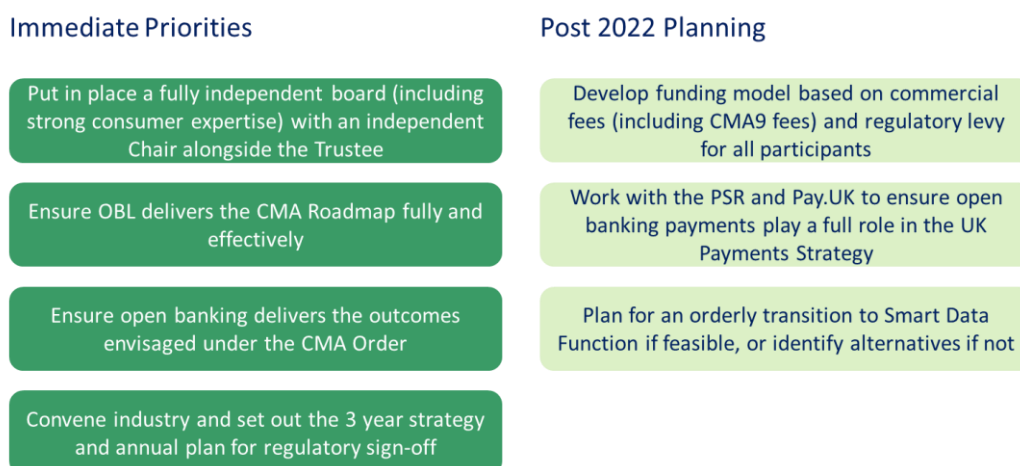 Immediate Priorities
Put in place a fully independent board (including
strong consumer expertise) with an independent
Chair alongside the Trustee
Ensure OBL delivers the CMA Roadmap fully and
effectively
Ensure open banking delivers the outcomes
envisaged under the CMA Order
Convene industry and set out the 3 year strategy
and annual plan for regulatory sign-off
Post 2022 Planning
Develop funding model based on commercial
fees (including CMA9 fees) and regulatory levy
for all participants
Work with the PSR and Pay.UK to ensure open
banking payments play a full role in the UK
Payments Strategy
Plan for an orderly transition to Smart Data
Function if feasible, or identify alternatives if not